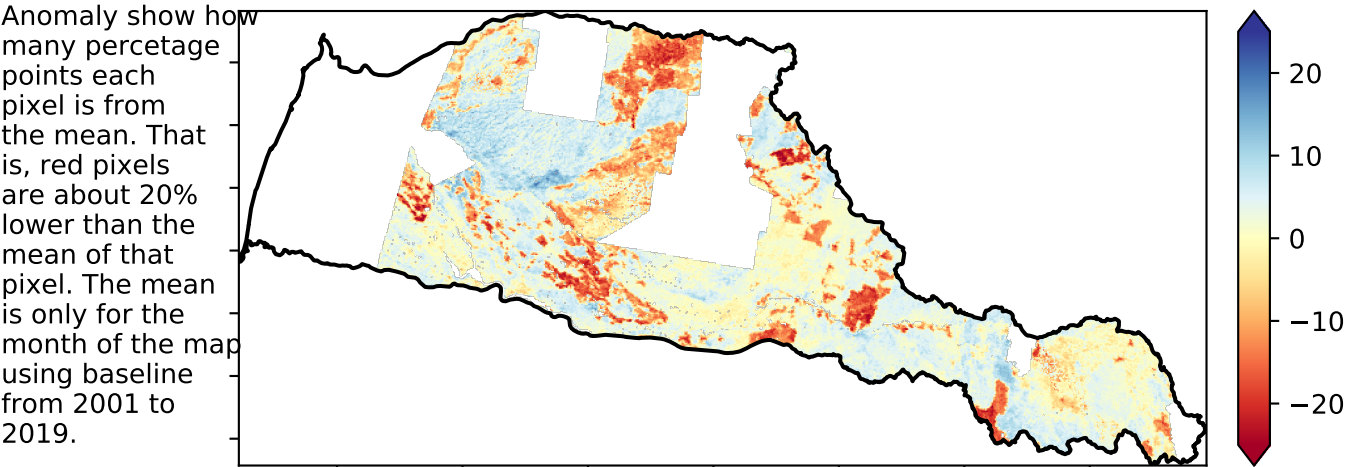 Anomaly show how
many percetage
points each
pixel is from
the mean. That
is, red pixels
are about 20%
lower than the
mean of that
pixel. The mean
is only for the
month of the map
using baseline
from 2001 to
2019.
20
10
0
−10
−20